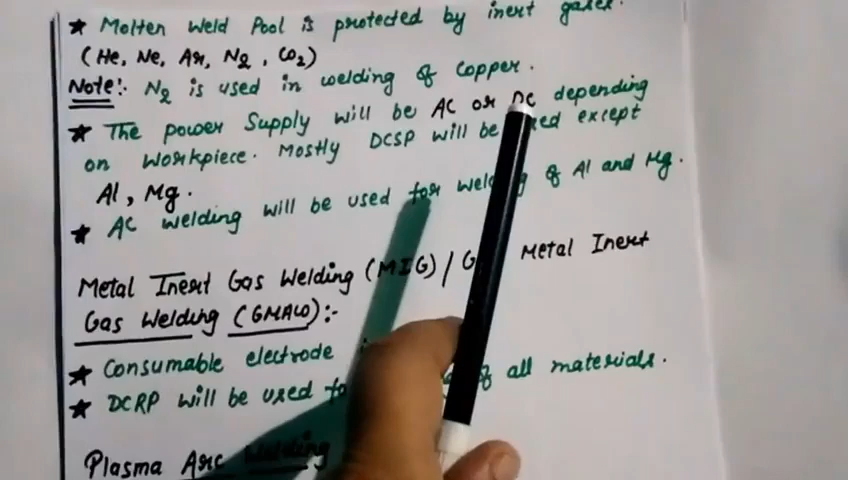 ★ Molten Weld Pool is protected by inert gases.
(He, Ne, Ar, N2, CO2)
Note:- N2 is used in welding of Copper.
★ The power Supply will be AC or DC depending
on workpiece. Mostly DCSP will be used except
Al, Mg.
★ AC welding will be used for welding of Al and Mg.
Metal Inert Gas Welding (MIG) / Metal Inert
Gas Welding (GMAW):-
★ Consumable electrode
★ DCRP will be used of all materials.
Plasma Arc Welding